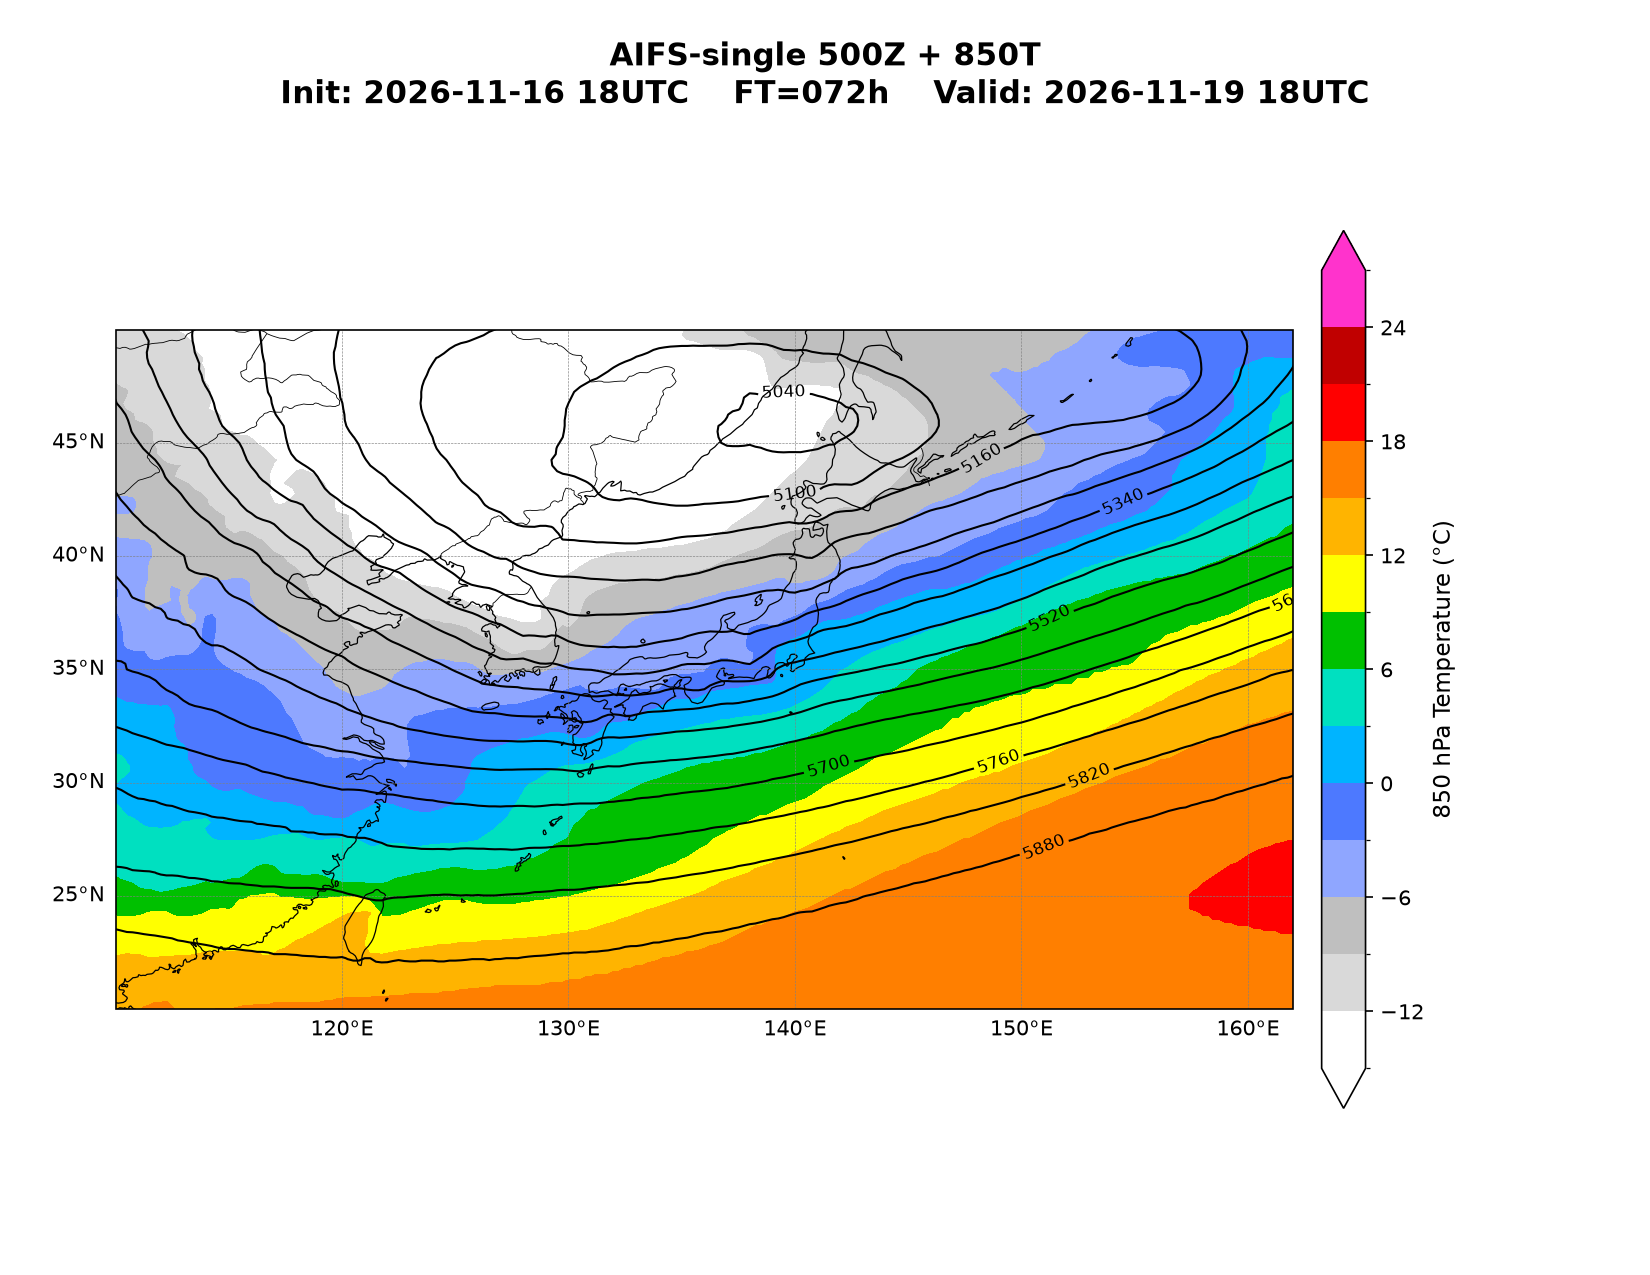 AIFS-single 500Z + 850T
Init: 2026-11-16 18UTC    FT=072h    Valid: 2026-11-19 18UTC
5040
5100
5160
5340
5520
56
5700
5760
5820
5880
45°N
40°N
35°N
30°N
25°N
120°E
130°E
140°E
150°E
160°E
24
18
12
6
0
−6
−12
850 hPa Temperature (°C)